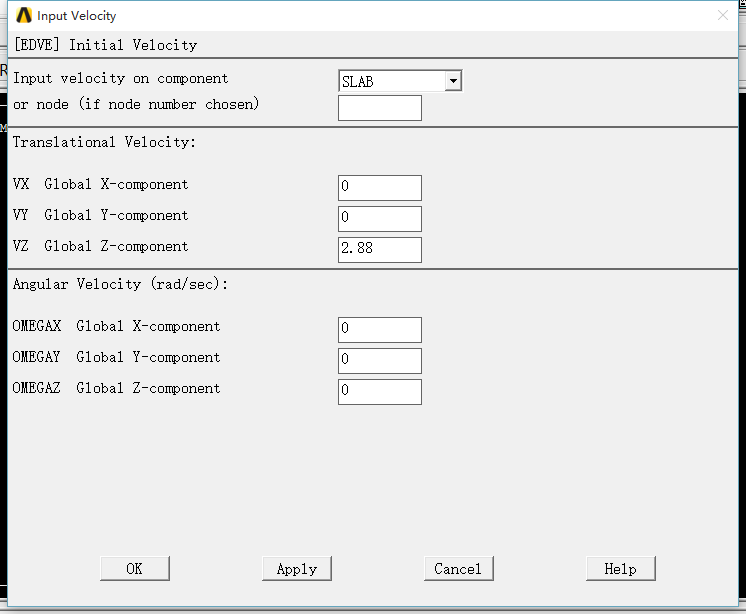 Input Velocity
[EDVE] Initial Velocity
Input velocity on component SLAB
or node (if node number chosen)
Translational Velocity:
VX Global X-component 0
VY Global Y-component 0
VZ Global Z-component 2.88
Angular Velocity (rad/sec):
OMEGAX Global X-component 0
OMEGAY Global Y-component 0
OMEGAZ Global Z-component 0
OK Apply Cancel Help